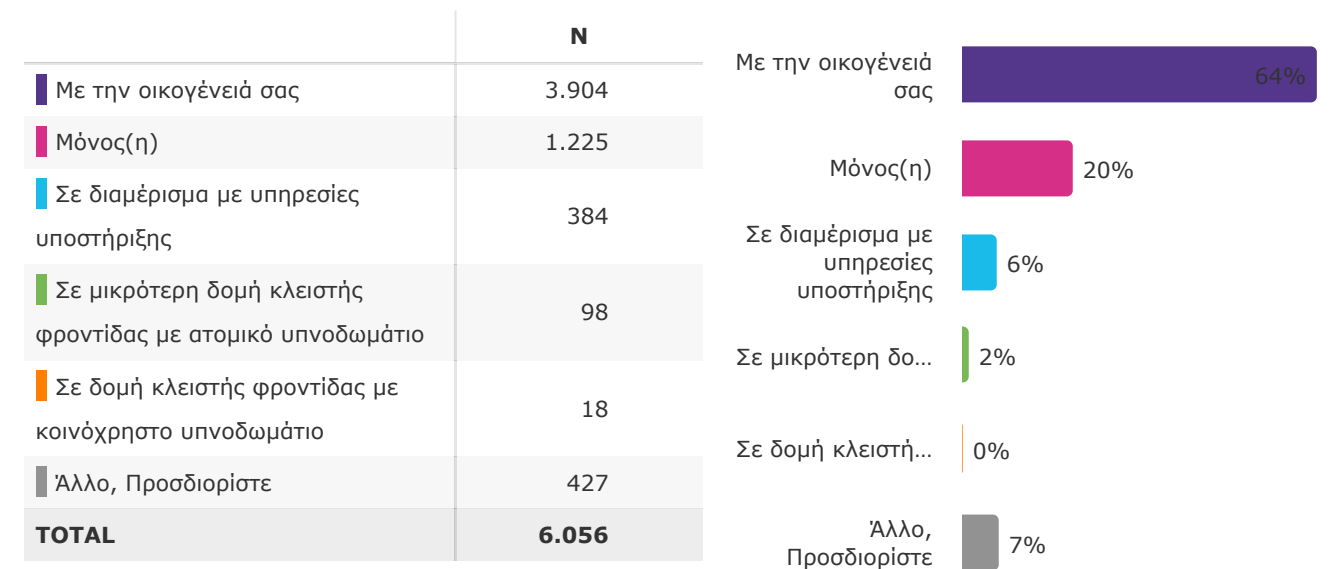 N
Με την οικογένειά σας 3.904
Μόνος(η) 1.225
Σε διαμέρισμα με υπηρεσίες
υποστήριξης
384
Σε μικρότερη δομή κλειστής
φροντίδας με ατομικό υπνοδωμάτιο
98
Σε δομή κλειστής φροντίδας με
κοινόχρηστο υπνοδωμάτιο
18
Άλλο, Προσδιορίστε 427
TOTAL 6.056
Με την οικογένειά
σας
64%
Μόνος(η) 20%
Σε διαμέρισμα με
υπηρεσίες
υποστήριξης
6%
Σε μικρότερη δο... 2%
Σε δομή κλειστή... 0%
Άλλο,
Προσδιορίστε
7%